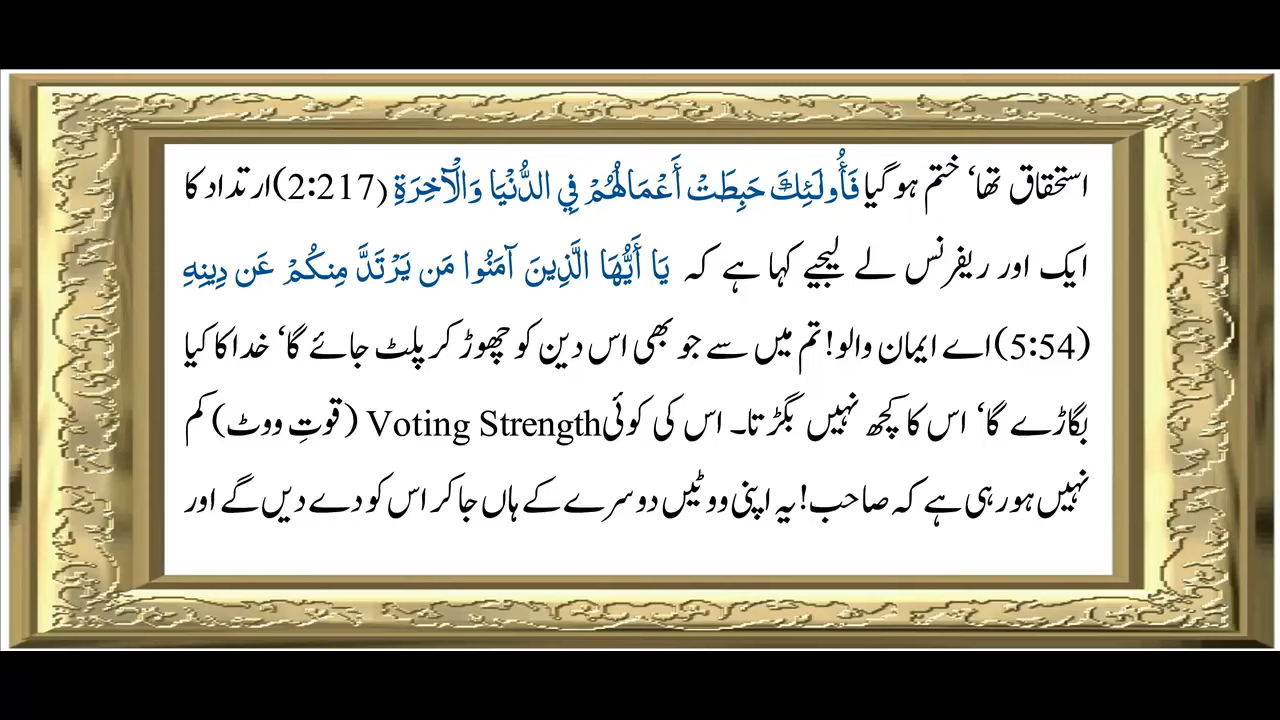 استحقاق تھا‘ ختم ہو گیا فَأُولَـٰئِكَ حَبِطَتْ أَعْمَالُهُمْ فِي الدُّنْيَا وَالْآخِرَةِ (2:217)ارتداد کا
ایک اور ریفرنس لے لیجیے کہا ہے کہ يَا أَيُّهَا الَّذِينَ آمَنُوا مَن يَرْتَدَّ مِنكُمْ عَن دِينِهِ
(5:54)اے ایمان والو!تم میں سے جو بھی اس دین کو چھوڑ کر پلٹ جائے گا‘ خدا کا کیا
بگاڑے گا‘ اس کا کچھ نہیں بگڑتا۔ اس کی کوئی Voting Strength (قوتِ ووٹ) کم
نہیں ہو رہی ہے کہ صاحب!یہ اپنی ووٹیں دوسرے کے ہاں جا کر اس کو دے دیں گے اور